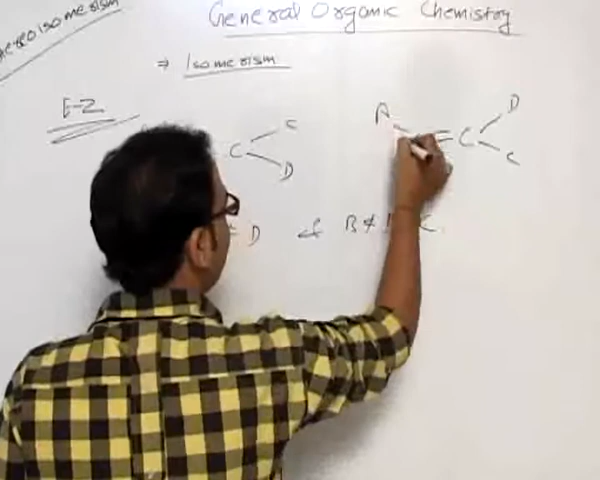 General Organic Chemistry
⇒ Isomerism
E-Z
C C D
A = C D C
D & B ≠